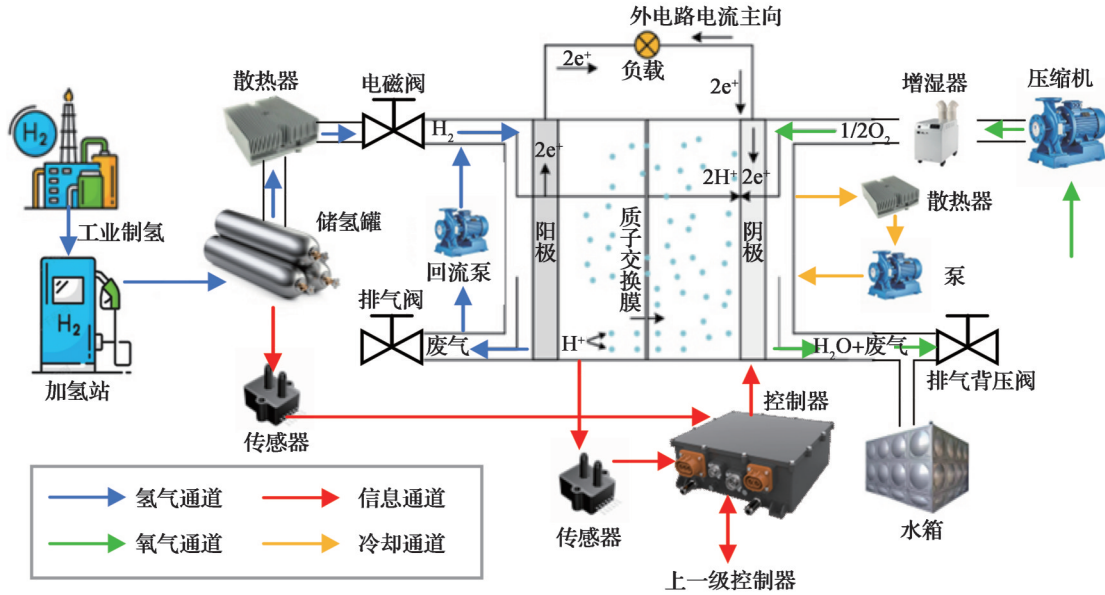 外电路电流主向
2e⁺
负载
2e⁺
散热器
电磁阀
增湿器
压缩机
H₂
H₂
1/2O₂
2e⁺
2H⁺
2e⁺
工业制氢
储氢罐
回流泵
阳极
质子交换膜
阴极
散热器
泵
H₂
排气阀
废气
H⁺
H₂O+废气
排气背压阀
加氢站
传感器
控制器
传感器
水箱
上一级控制器
氢气通道
信息通道
氧气通道
冷却通道